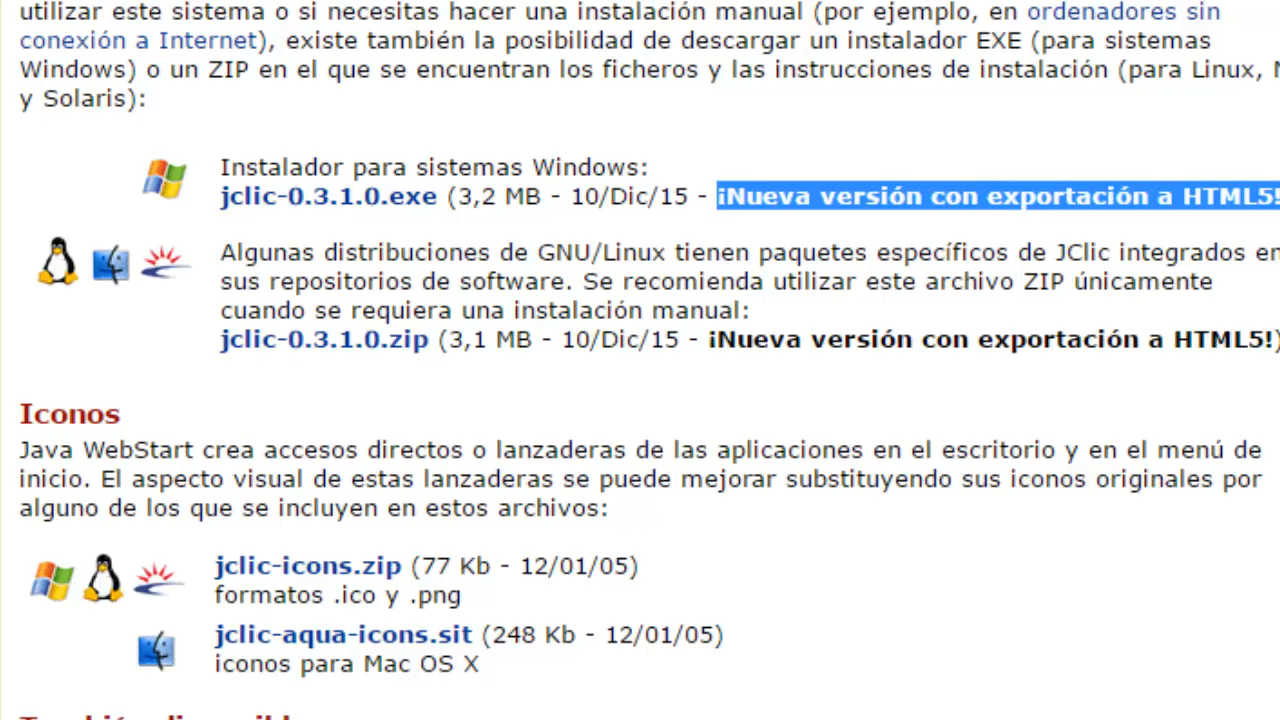 utilizar este sistema o si necesitas hacer una instalación manual (por ejemplo, en ordenadores sin
conexión a Internet), existe también la posibilidad de descargar un instalador EXE (para sistemas
Windows) o un ZIP en el que se encuentran los ficheros y las instrucciones de instalación (para Linux,
y Solaris):
Instalador para sistemas Windows:
jclic-0.3.1.0.exe (3,2 MB - 10/Dic/15 - ¡Nueva versión con exportación a HTML5!
Algunas distribuciones de GNU/Linux tienen paquetes específicos de JClic integrados en
sus repositorios de software. Se recomienda utilizar este archivo ZIP únicamente
cuando se requiera una instalación manual:
jclic-0.3.1.0.zip (3,1 MB - 10/Dic/15 - ¡Nueva versión con exportación a HTML5!)
Iconos
Java WebStart crea accesos directos o lanzaderas de las aplicaciones en el escritorio y en el menú de
inicio. El aspecto visual de estas lanzaderas se puede mejorar substituyendo sus iconos originales por
alguno de los que se incluyen en estos archivos:
jclic-icons.zip (77 Kb - 12/01/05)
formatos .ico y .png
jclic-aqua-icons.sit (248 Kb - 12/01/05)
iconos para Mac OS X